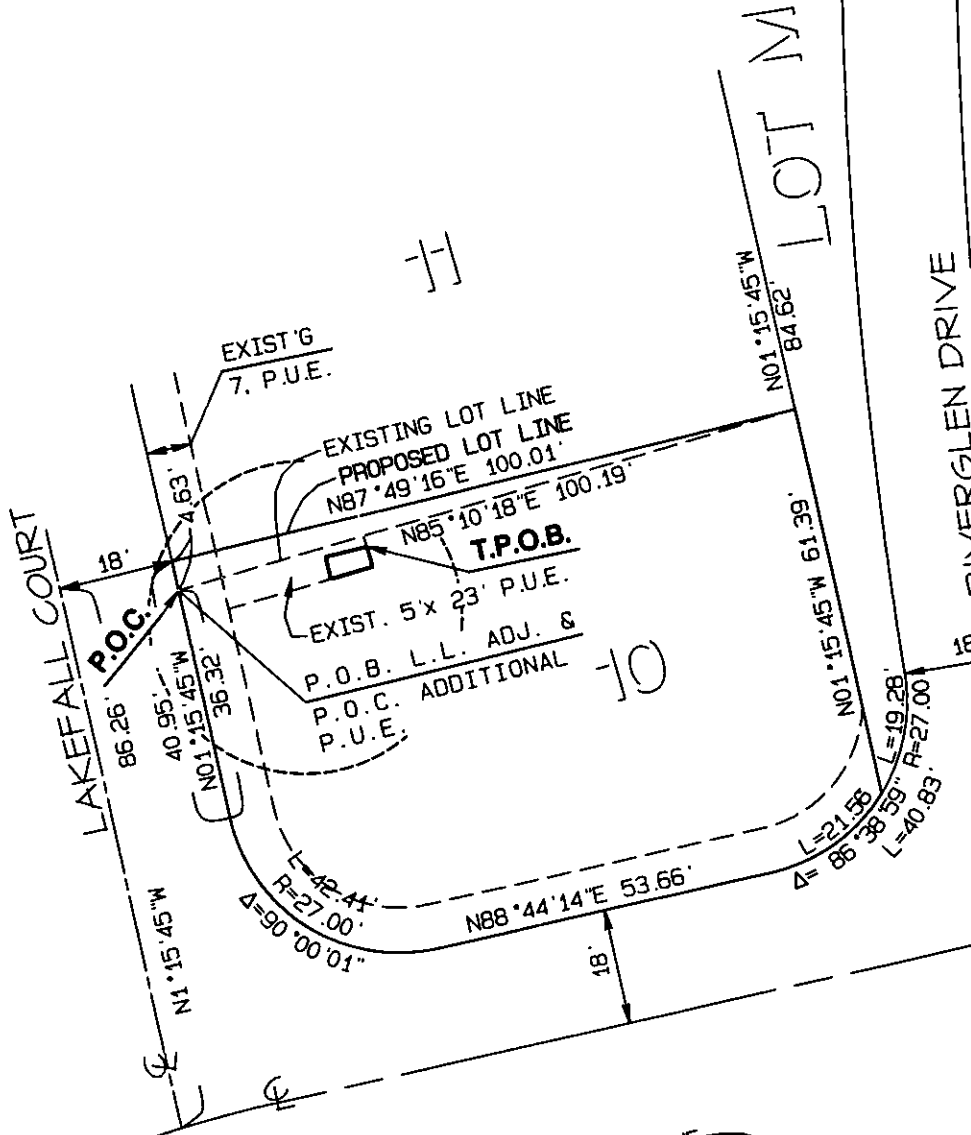 LOT M
H
N01°15'45"W
84.62'
EXIST'G
7, P.U.E.
EXISTING LOT LINE
PROPOSED LOT LINE
N87°49'16"E 100.01'
N85°10'18"E 100.19'
T.P.O.B.
EXIST. 5'x 23' P.U.E.
4.63'
18'
P.O.C.
LAKEFALL COURT
86.26'
40.95'
N01°15'45"W
36.32'
P.O.B. L.L. ADJ. &
P.O.C. ADDITIONAL
P.U.E.
10
N01°15'45"W 61.39'
DRIVE
18
L=19.28'
R=27.00'
L=21.56'
Δ= 86°38'59"
L=40.83'
L=42.41'
R=27.00'
Δ=90°00'01"
N88°44'14"E 53.66'
18'
N1°15'45"W
℄
℄